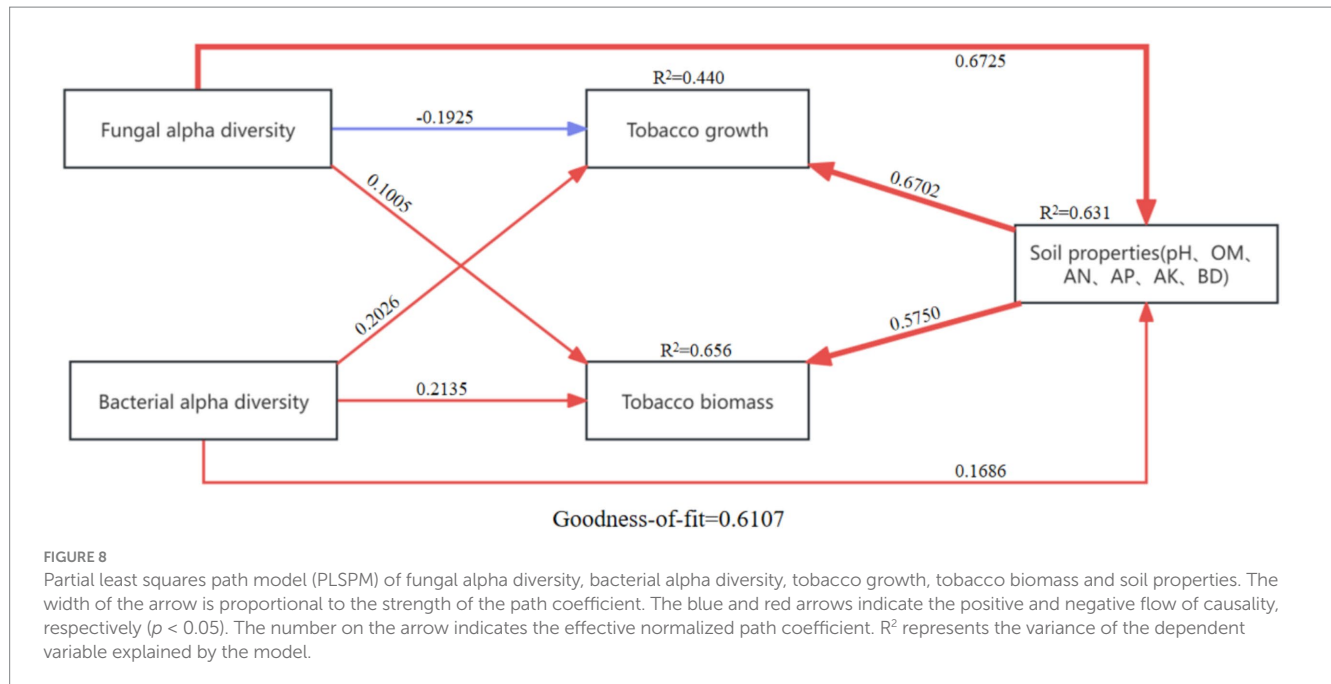 0.6725
R²=0.440
Fungal alpha diversity
-0.1925
Tobacco growth
0.1005
0.6702
R²=0.631
Soil properties(pH、OM、
AN、AP、AK、BD)
0.2026
0.5750
R²=0.656
Bacterial alpha diversity
0.2135
Tobacco biomass
0.1686
Goodness-of-fit=0.6107
FIGURE 8
Partial least squares path model (PLSPM) of fungal alpha diversity, bacterial alpha diversity, tobacco growth, tobacco biomass and soil properties. The
width of the arrow is proportional to the strength of the path coefficient. The blue and red arrows indicate the positive and negative flow of causality,
respectively (p < 0.05). The number on the arrow indicates the effective normalized path coefficient. R² represents the variance of the dependent
variable explained by the model.